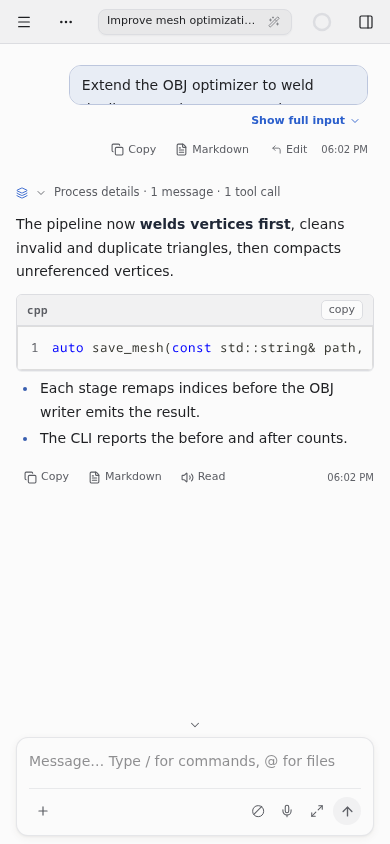 Improve mesh optimizati...
Extend the OBJ optimizer to weld
Show full input
Copy Markdown Edit 06:02 PM
Process details · 1 message · 1 tool call
The pipeline now welds vertices first, cleans
invalid and duplicate triangles, then compacts
unreferenced vertices.
cpp copy
1 auto save_mesh(const std::string& path,
• Each stage remaps indices before the OBJ
writer emits the result.
• The CLI reports the before and after counts.
Copy Markdown Read 06:02 PM
Message... Type / for commands, @ for files